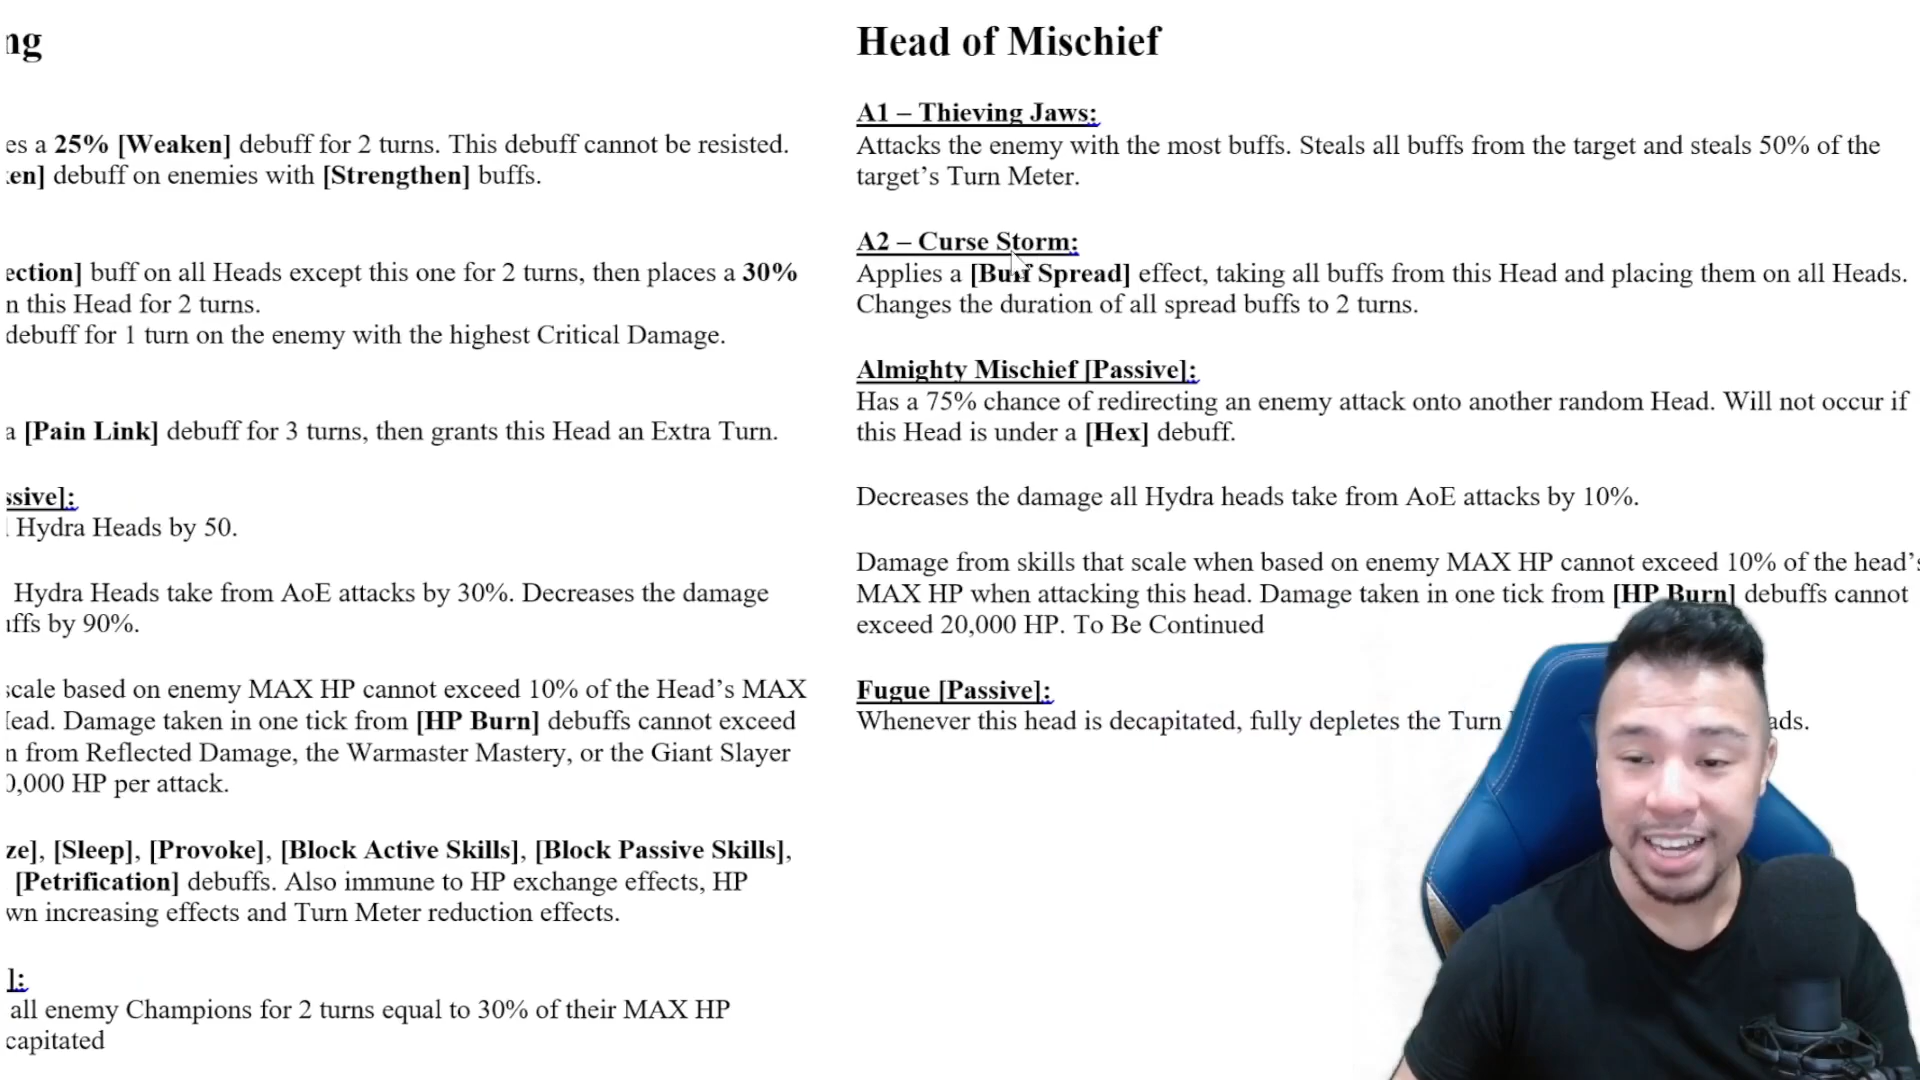 ng
es a 25% [Weaken] debuff for 2 turns. This debuff cannot be resisted.
en] debuff on enemies with [Strengthen] buffs.
ection] buff on all Heads except this one for 2 turns, then places a 30%
n this Head for 2 turns.
debuff for 1 turn on the enemy with the highest Critical Damage.
a [Pain Link] debuff for 3 turns, then grants this Head an Extra Turn.
ssive]:
Hydra Heads by 50.
Hydra Heads take from AoE attacks by 30%. Decreases the damage
uffs by 90%.
scale based on enemy MAX HP cannot exceed 10% of the Head's MAX
ead. Damage taken in one tick from [HP Burn] debuffs cannot exceed
n from Reflected Damage, the Warmaster Mastery, or the Giant Slayer
0,000 HP per attack.
ze], [Sleep], [Provoke], [Block Active Skills], [Block Passive Skills],
[Petrification] debuffs. Also immune to HP exchange effects, HP
wn increasing effects and Turn Meter reduction effects.
]:
all enemy Champions for 2 turns equal to 30% of their MAX HP
capitated
Head of Mischief
A1 – Thieving Jaws:
Attacks the enemy with the most buffs. Steals all buffs from the target and steals 50% of the
target's Turn Meter.
A2 – Curse Storm:
Applies a [Buff Spread] effect, taking all buffs from this Head and placing them on all Heads.
Changes the duration of all spread buffs to 2 turns.
Almighty Mischief [Passive]:
Has a 75% chance of redirecting an enemy attack onto another random Head. Will not occur if
this Head is under a [Hex] debuff.
Decreases the damage all Hydra heads take from AoE attacks by 10%.
Damage from skills that scale when based on enemy MAX HP cannot exceed 10% of the head's
MAX HP when attacking this head. Damage taken in one tick from [HP Burn] debuffs cannot
exceed 20,000 HP. To Be Continued
Fugue [Passive]:
Whenever this head is decapitated, fully depletes the Turn ads.